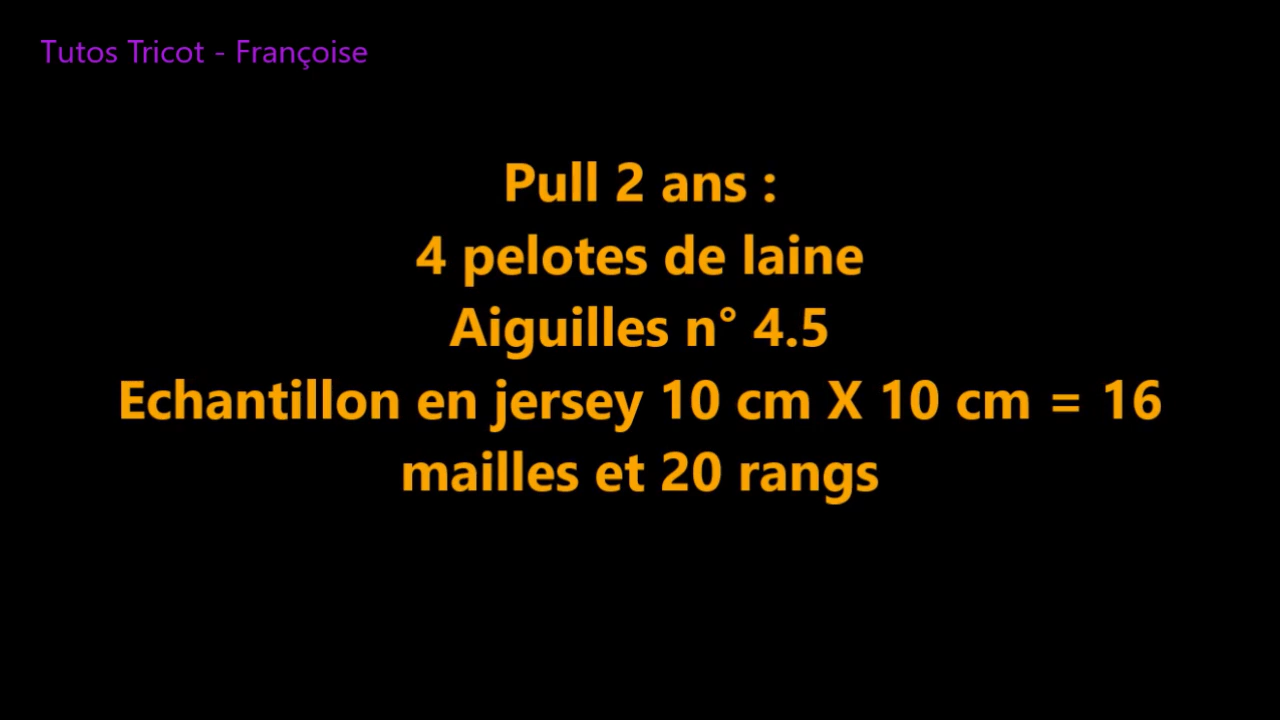 Tutos Tricot - Françoise
Pull 2 ans :
4 pelotes de laine
Aiguilles n° 4.5
Echantillon en jersey 10 cm X 10 cm = 16
mailles et 20 rangs